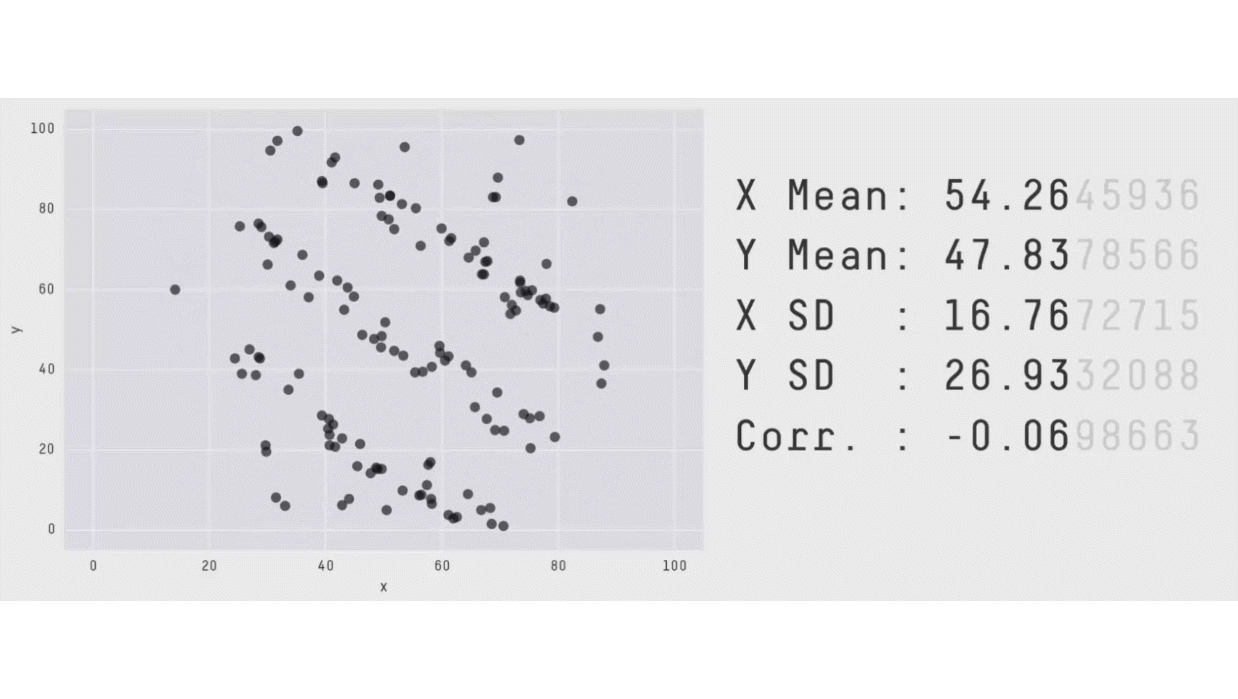 100
80
60
40
20
0
y
0 20 40 60 80 100
x
X Mean: 54.2645936
Y Mean: 47.8378566
X SD : 16.7672715
Y SD : 26.9332088
Corr. : -0.0698663